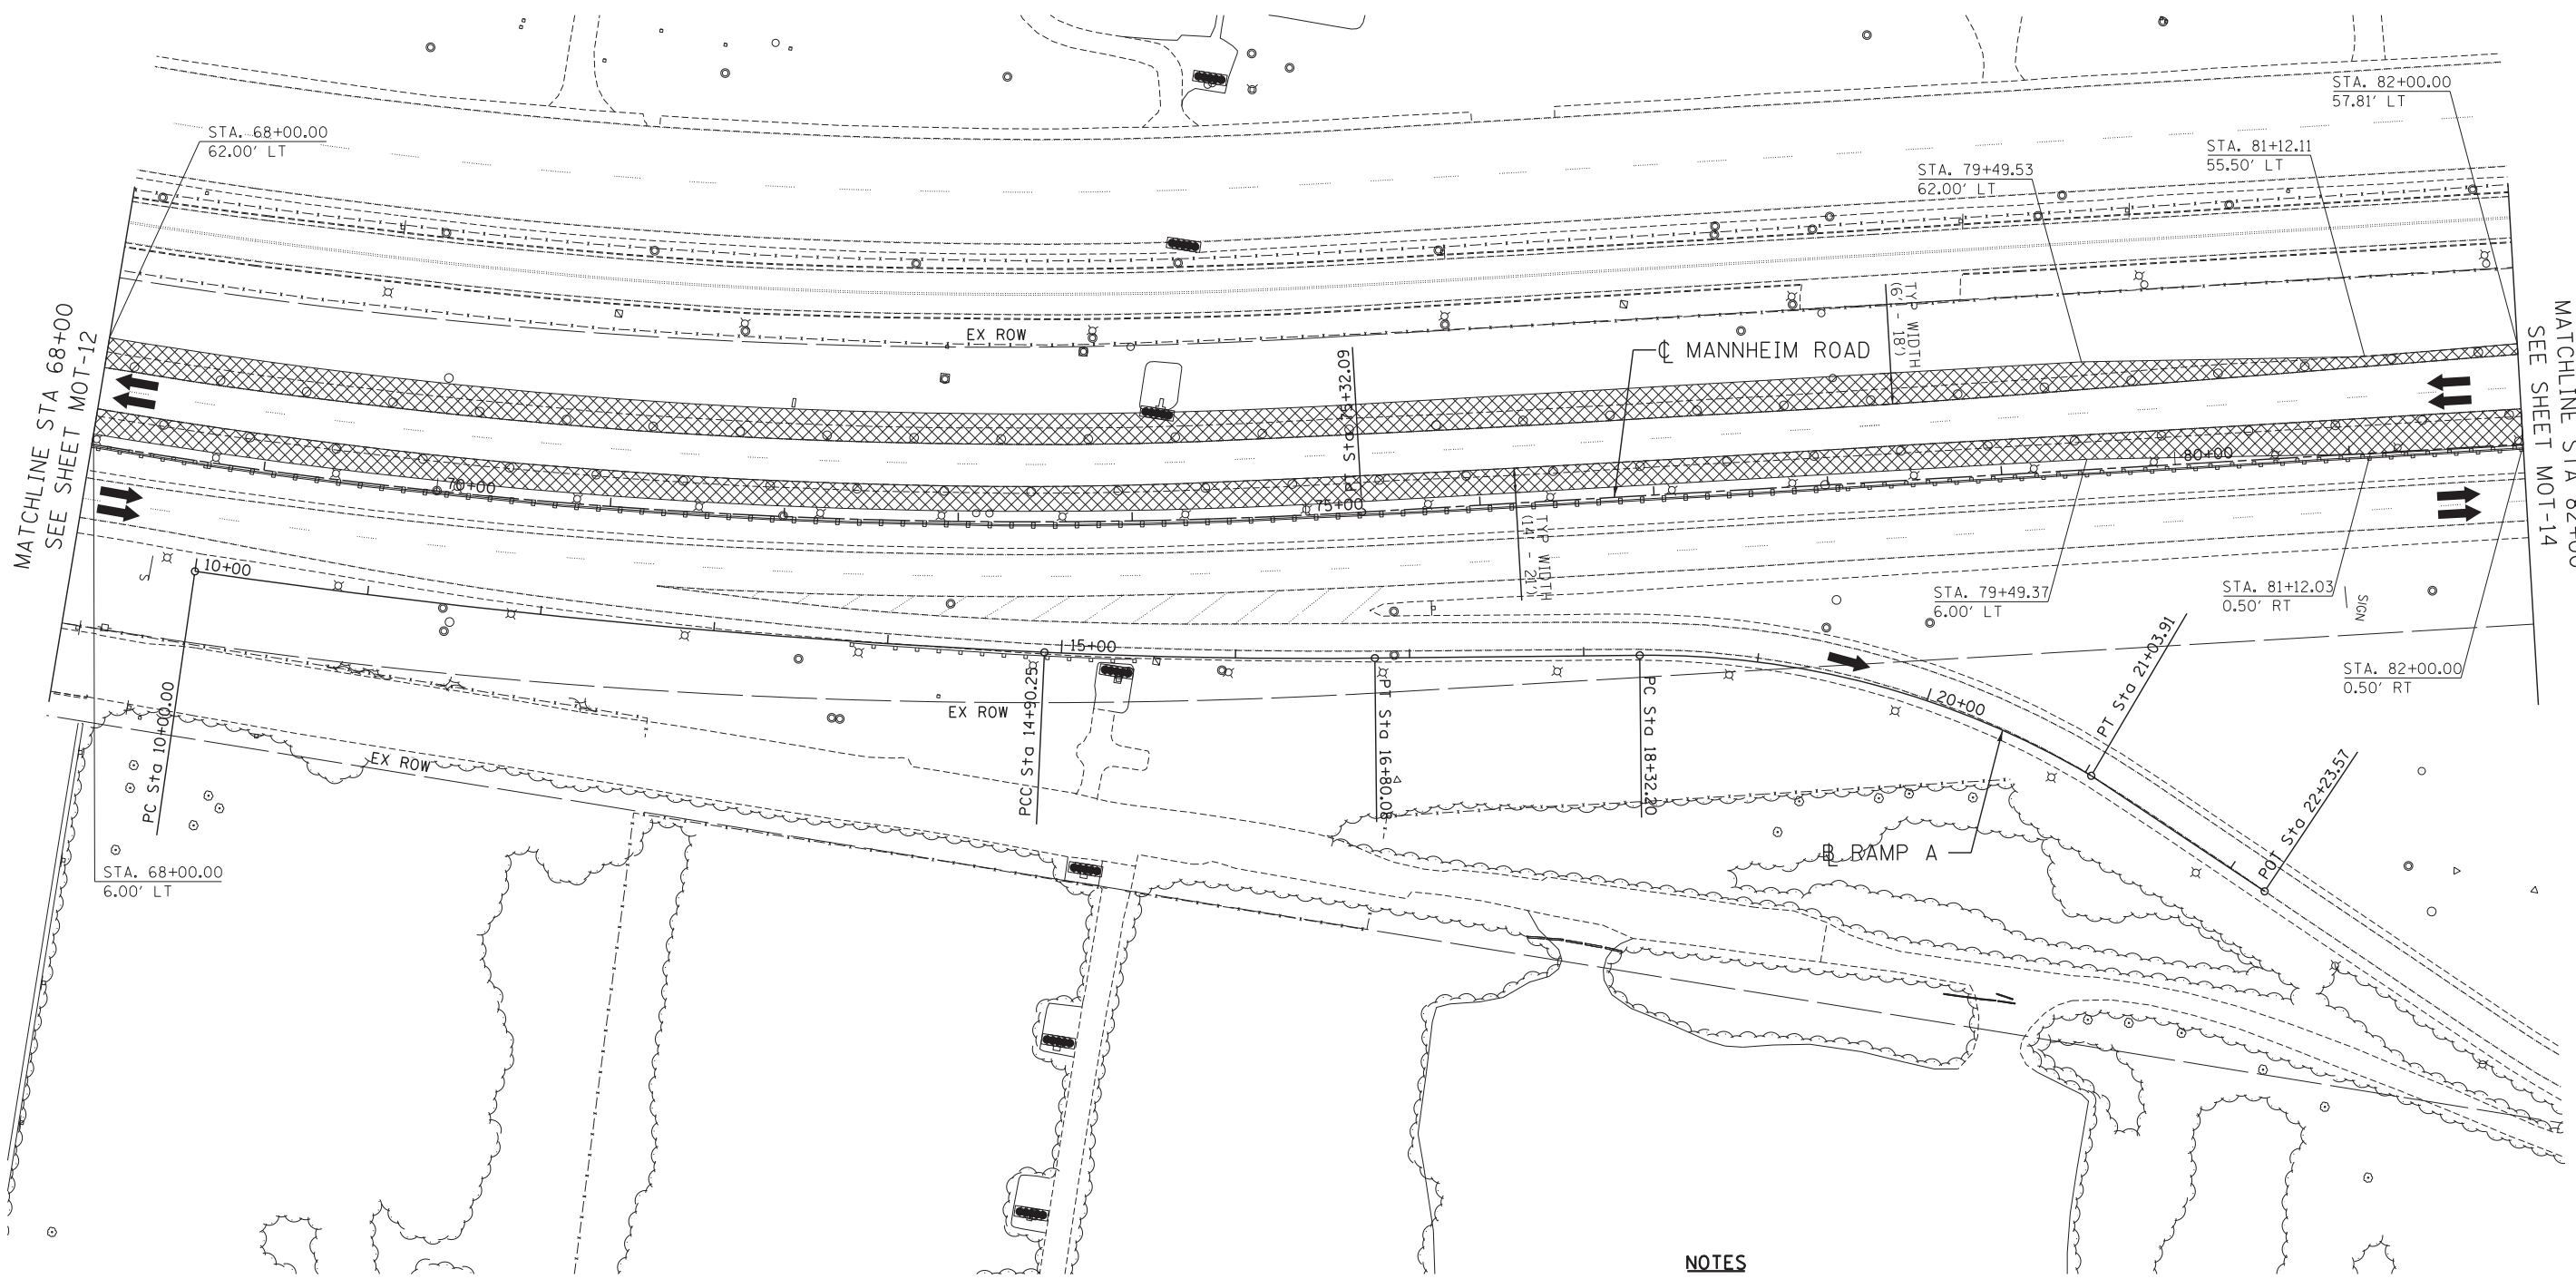 STA. 68+00.00
62.00' LT
STA. 82+00.00
57.81' LT
STA. 81+12.11
55.50' LT
STA. 79+49.53
62.00' LT
MATCHLINE STA 68+00
SEE SHEET MOT-12
MATCHLINE STA 82+00
SEE SHEET MOT-14
EX ROW
PT Sta 75+32.09
℄ MANNHEIM ROAD
TYP WIDTH
(6' - 18')
70+00
75+00
80+00
TYP WIDTH
(14' - 21')
S
10+00
15+00
20+00
STA. 79+49.37
6.00' LT
STA. 81+12.03
0.50' RT
SIGN
STA. 82+00.00
0.50' RT
PC Sta 10+00.00
EX ROW
EX ROW
PCC Sta 14+90.25
PT Sta 16+80.08
PC Sta 18+32.20
PT Sta 21+03.91
POT Sta 22+23.57
STA. 68+00.00
6.00' LT
B RAMP A
NOTES